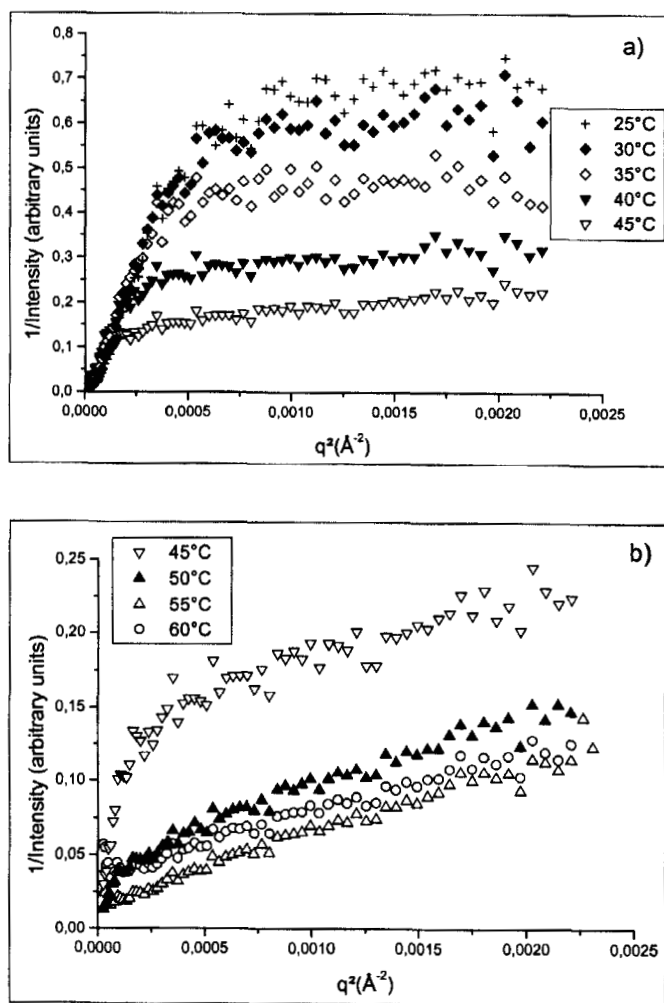 a)
0,8
0,7
0,6
0,5
0,4
0,3
0,2
0,1
0,0
1/Intensity (arbitrary units)
25°C
30°C
35°C
40°C
45°C
0,0000 0,0005 0,0010 0,0015 0,0020 0,0025
q²(Å⁻²)
b)
0,25
0,20
0,15
0,10
0,05
0,00
1/Intensity (arbitrary units)
45°C
50°C
55°C
60°C
0,0000 0,0005 0,0010 0,0015 0,0020 0,0025
q²(Å⁻²)